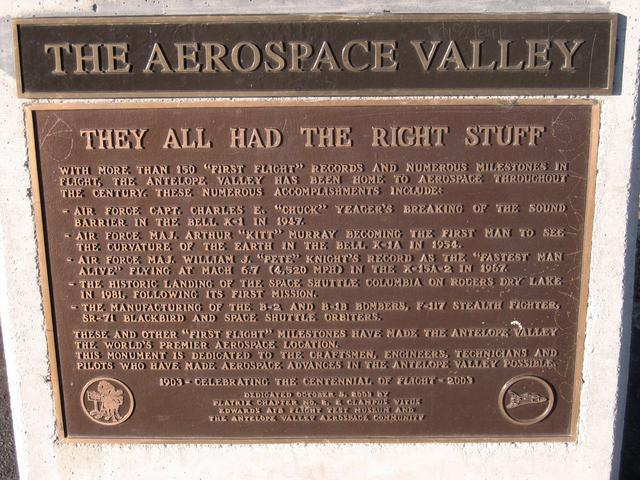 THE AEROSPACE VALLEY
THEY ALL HAD THE RIGHT STUFF
WITH MORE THAN 150 "FIRST FLIGHT" RECORDS AND NUMEROUS MILESTONES IN
FLIGHT, THE ANTELOPE VALLEY HAS BEEN HOME TO AEROSPACE THROUGHOUT
THE CENTURY. THESE NUMEROUS ACCOMPLISHMENTS INCLUDE:
- AIR FORCE CAPT. CHARLES E. "CHUCK" YEAGER'S BREAKING OF THE SOUND
BARRIER IN THE BELL X-1 IN 1947.
- AIR FORCE MAJ. ARTHUR "KITT" MURRAY BECOMING THE FIRST MAN TO SEE
THE CURVATURE OF THE EARTH IN THE BELL X-1A IN 1954.
- AIR FORCE MAJ. WILLIAM J. "PETE" KNIGHT'S RECORD AS THE "FASTEST MAN
ALIVE" FLYING AT MACH 6.7 (4,520 MPH) IN THE X-15A-2 IN 1967.
- THE HISTORIC LANDING OF THE SPACE SHUTTLE COLUMBIA ON ROGERS DRY LAKE
IN 1981, FOLLOWING ITS FIRST MISSION.
- THE MANUFACTURING OF THE B-2 AND B-1B BOMBERS, F-117 STEALTH FIGHTER,
SR-71 BLACKBIRD AND SPACE SHUTTLE ORBITERS.
THESE AND OTHER "FIRST FLIGHT" MILESTONES HAVE MADE THE ANTELOPE VALLEY
THE WORLD'S PREMIER AEROSPACE LOCATION.
THIS MONUMENT IS DEDICATED TO THE CRAFTSMEN, ENGINEERS, TECHNICIANS AND
PILOTS WHO HAVE MADE AEROSPACE ADVANCES IN THE ANTELOPE VALLEY POSSIBLE.
1903 - CELEBRATING THE CENTENNIAL OF FLIGHT - 2003
DEDICATED OCTOBER 5, 2003 BY
PLATRIX CHAPTER NO. 2, E CLAMPUS VITUS
EDWARDS AIR FLIGHT TEST MUSEUM AND
THE ANTELOPE VALLEY AEROSPACE COMMUNITY